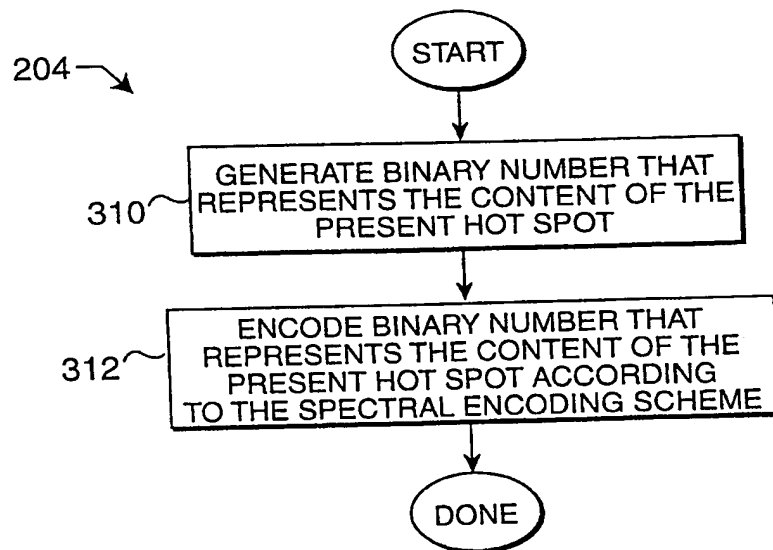 START
204
GENERATE BINARY NUMBER THAT
REPRESENTS THE CONTENT OF THE
PRESENT HOT SPOT
310
ENCODE BINARY NUMBER THAT
REPRESENTS THE CONTENT OF THE
PRESENT HOT SPOT ACCORDING
TO THE SPECTRAL ENCODING SCHEME
312
DONE